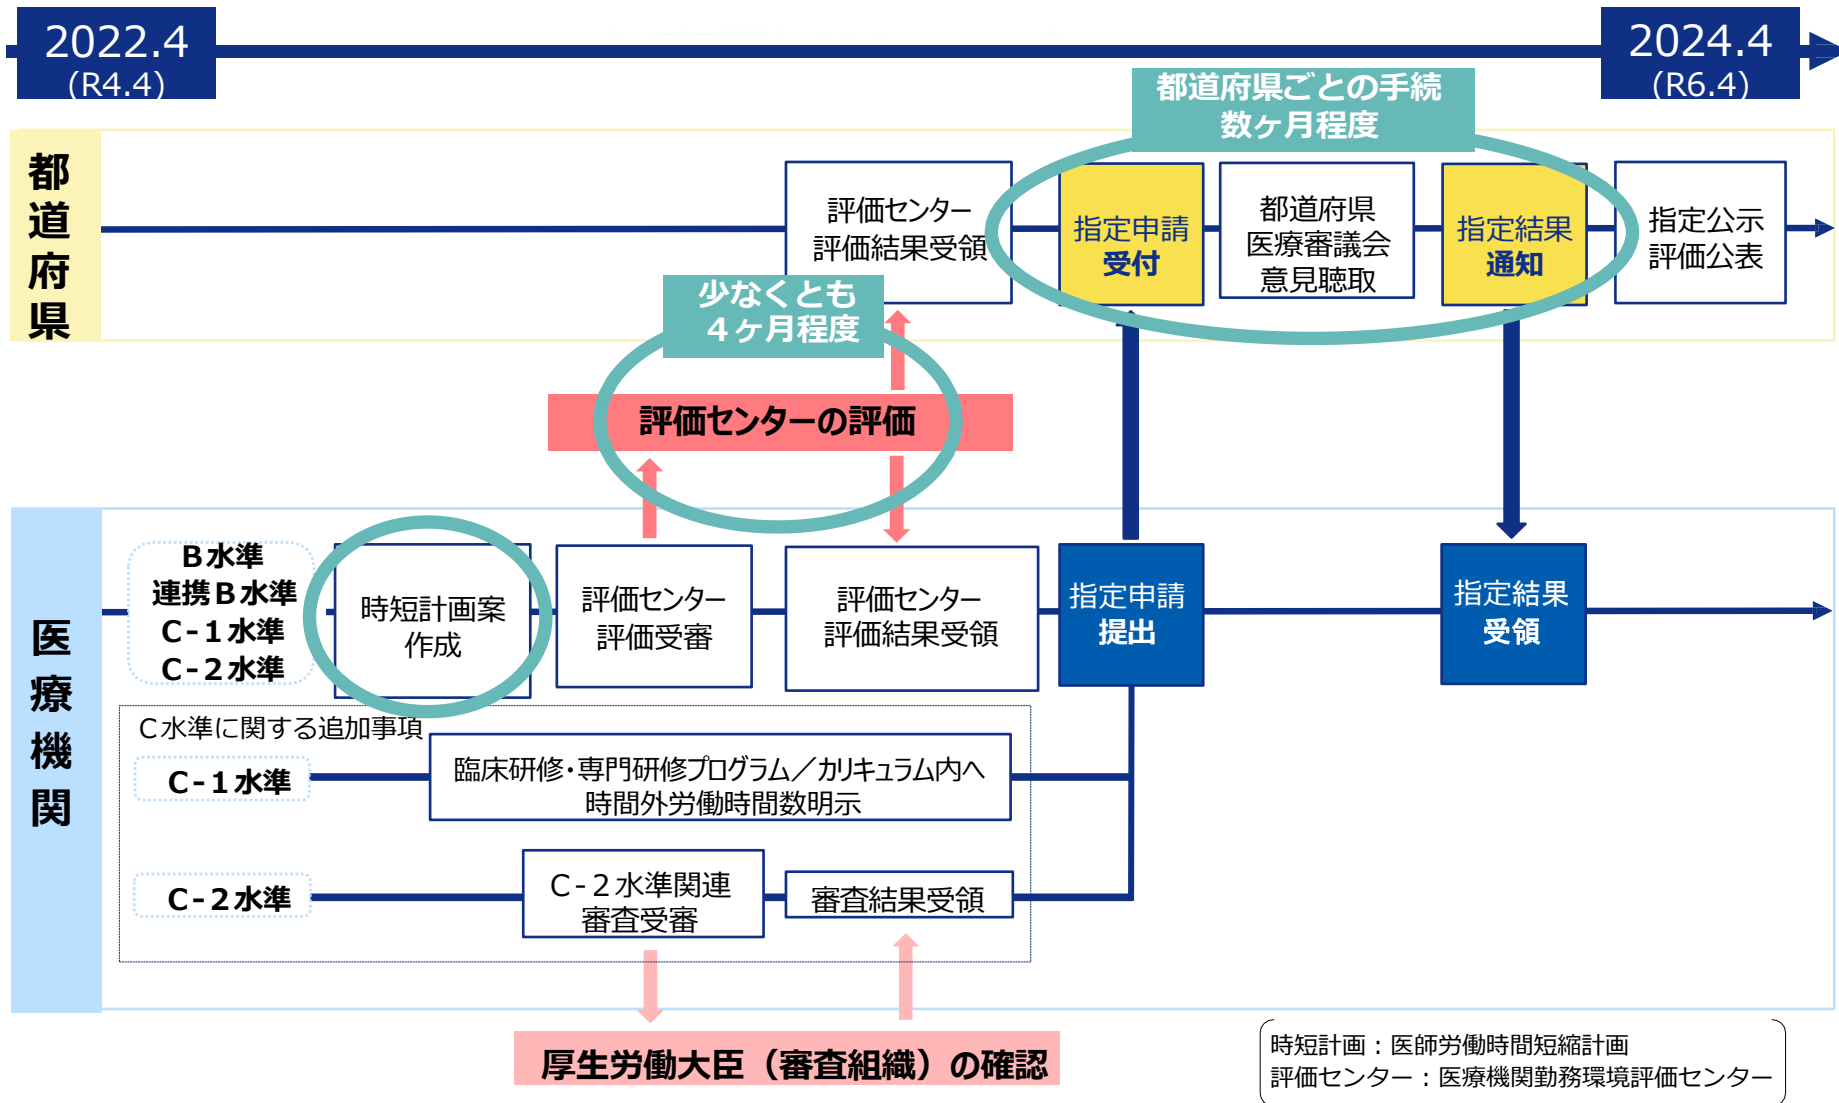 2022.4
(R4.4)
2024.4
(R6.4)
都道府県ごとの手続
数ヶ月程度
都道府県
評価センター
評価結果受領
指定申請
受付
都道府県
医療審議会
意見聴取
指定結果
通知
指定公示
評価公表
少なくとも
４ヶ月程度
評価センターの評価
医療機関
Ｂ水準
連携Ｂ水準
Ｃ-１水準
Ｃ-２水準
時短計画案
作成
評価センター
評価受審
評価センター
評価結果受領
指定申請
提出
指定結果
受領
Ｃ水準に関する追加事項
Ｃ-１水準
臨床研修・専門研修プログラム／カリキュラム内へ
時間外労働時間数明示
Ｃ-２水準
Ｃ-２水準関連
審査受審
審査結果受領
厚生労働大臣（審査組織）の確認
時短計画：医師労働時間短縮計画
評価センター：医療機関勤務環境評価センター